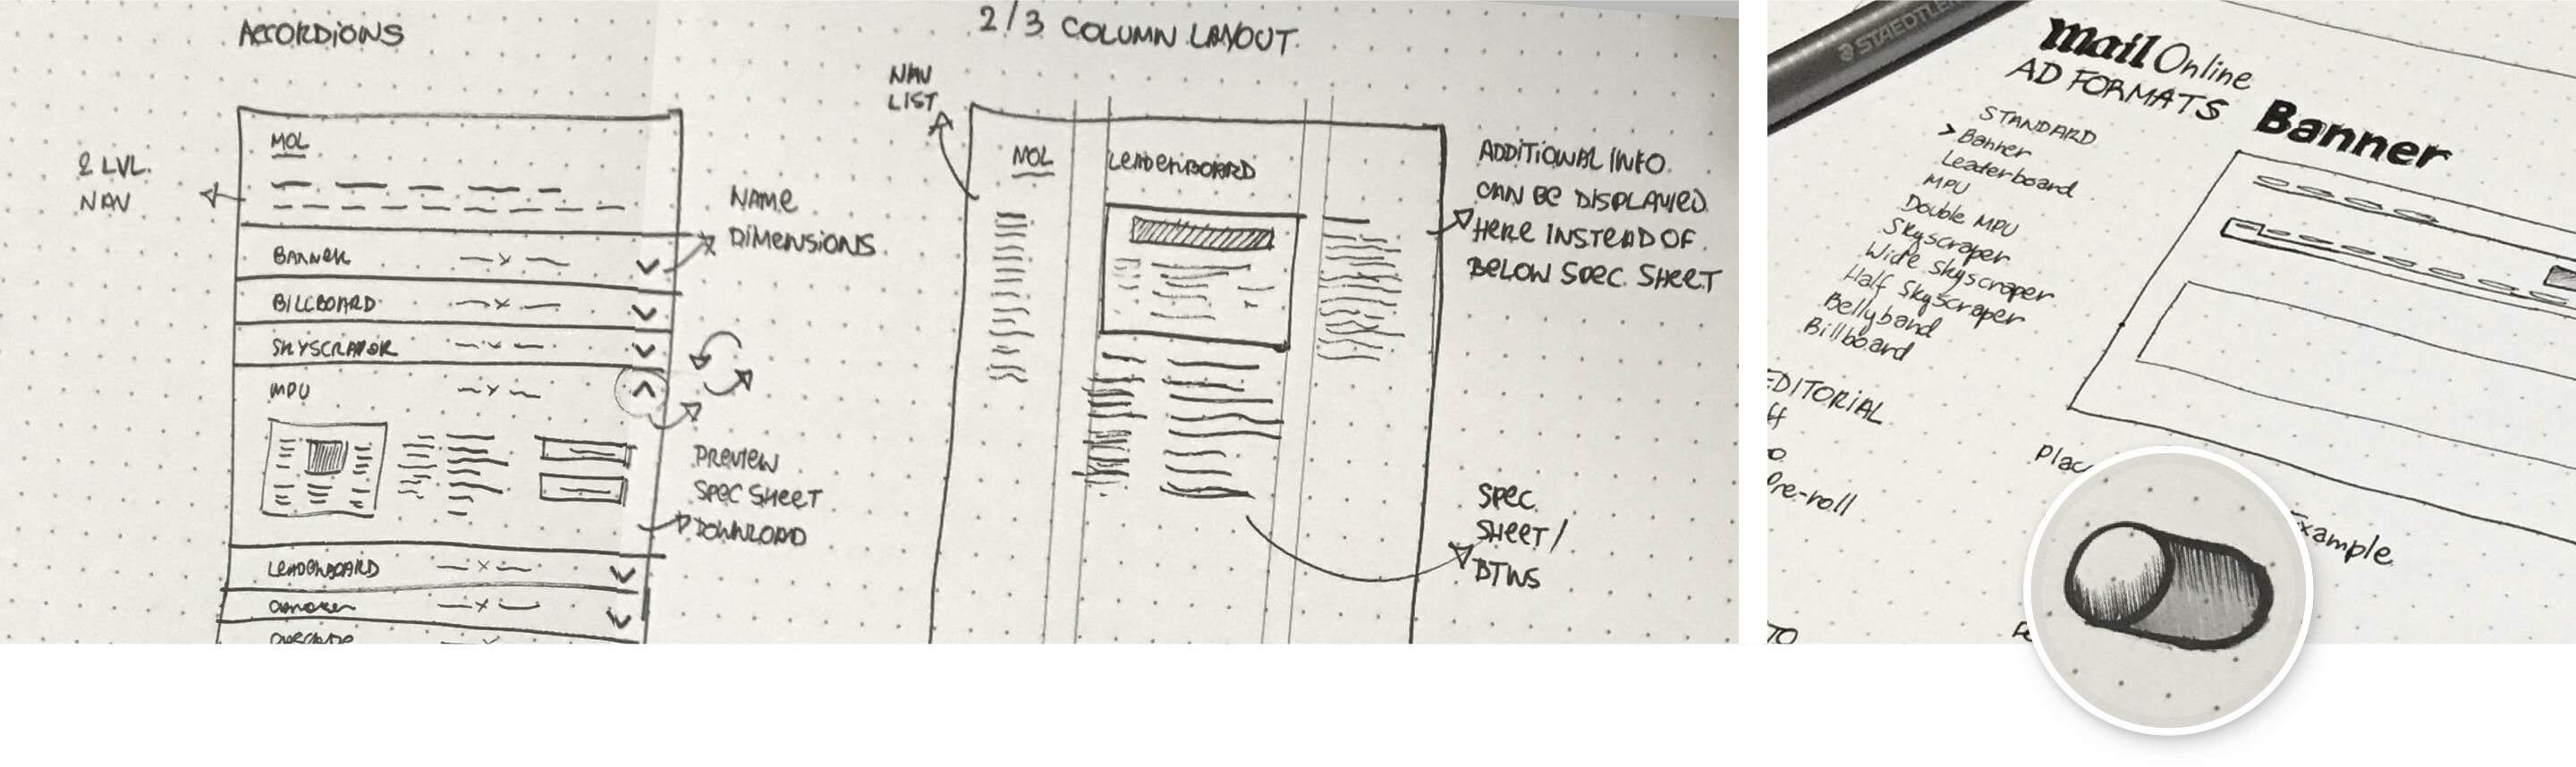 ACCORDIONS
2 LVL.
NAV
MOL
NAME
DIMENSIONS
BANNER
BILLBOARD
SKYSCRAPOR
MPU
PREVIEW
SPEC SHEET
DOWNLOAD
LEADERBOARD
2/3 COLUMN LAYOUT
NAV
LIST
MOL
LEADERBOARD
ADDITIONAL INFO
CAN BE DISPLAYED
HERE INSTEAD OF
BELOW SPEC SHEET
SPEC
SHEET/
BTNS
STAEDTLER
Mail Online
AD FORMATS
Banner
STANDARD
> Banner
Leaderboard
MPU
Double MPU
Skyscraper
Wide Skyscraper
Half Skyscraper
Bellyband
Billboard
EDITORIAL
Pre-roll
Plac
Example
TO